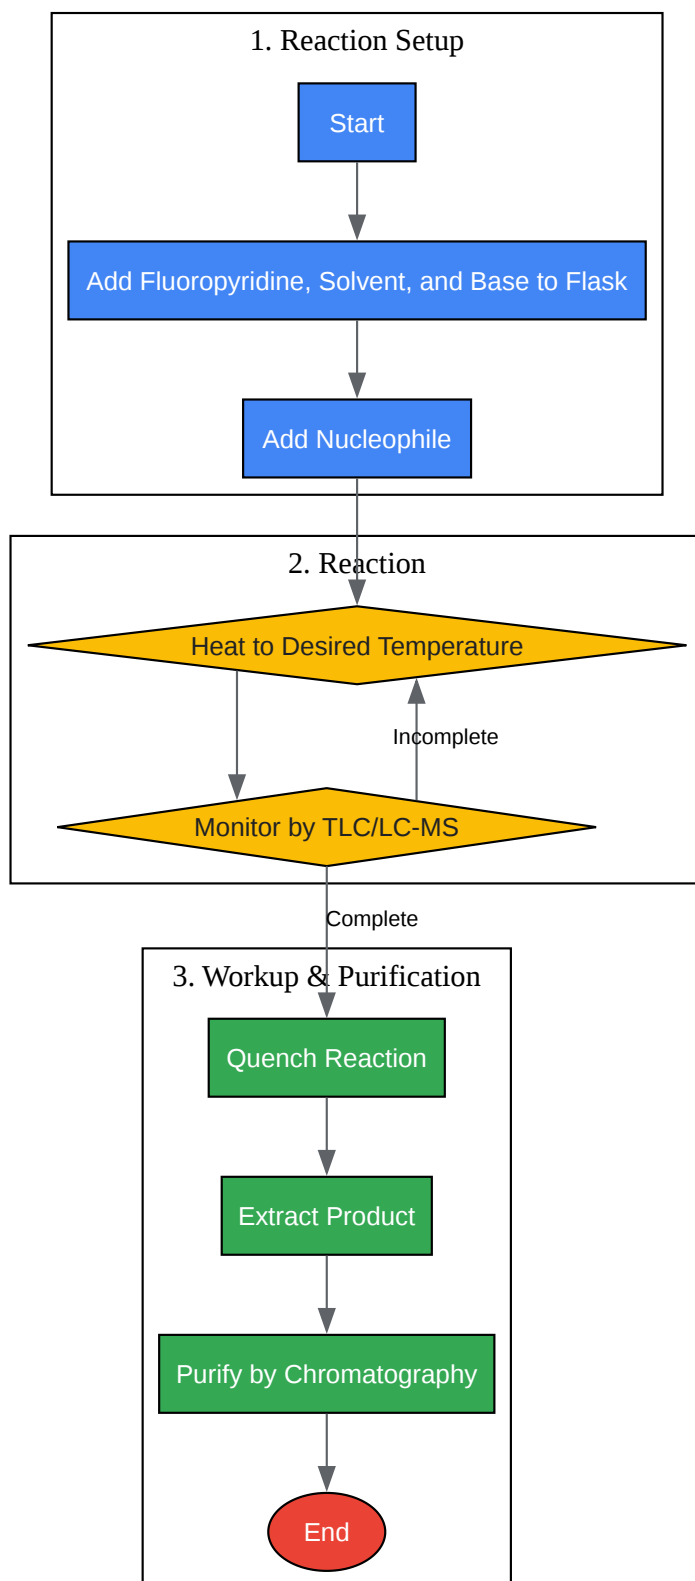 1. Reaction Setup
Start
Add Fluoropyridine, Solvent, and Base to Flask
Add Nucleophile
2. Reaction
Heat to Desired Temperature
Incomplete
Monitor by TLC/LC-MS
Complete
3. Workup & Purification
Quench Reaction
Extract Product
Purify by Chromatography
End